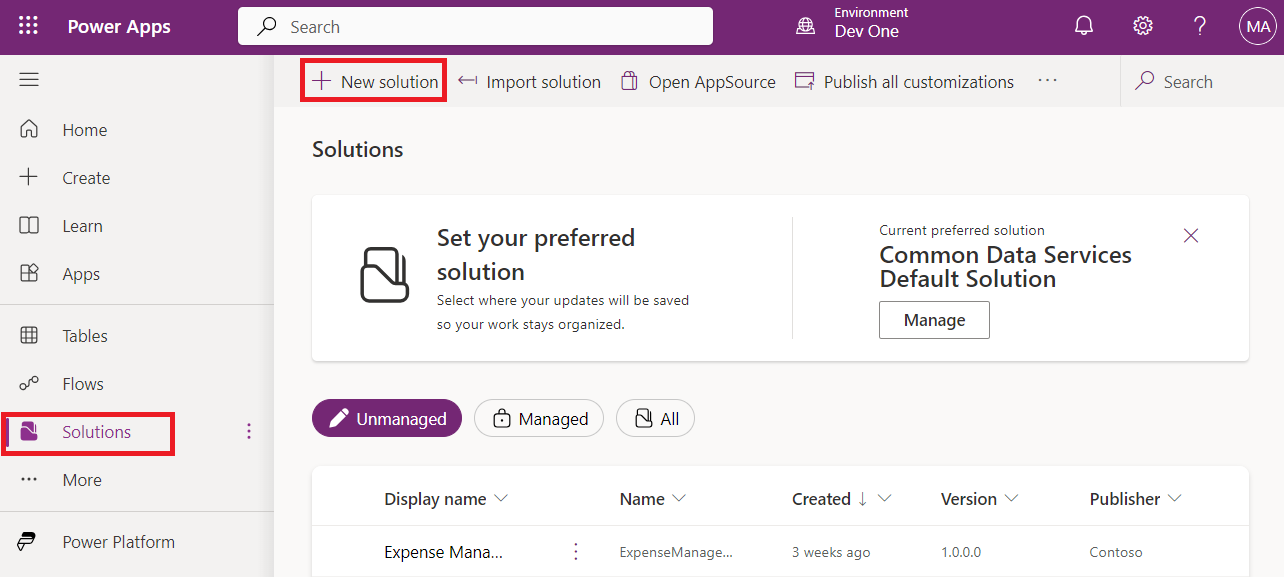 Power Apps
Search
Environment
Dev One
MA
New solution
Import solution
Open AppSource
Publish all customizations
Search
Home
Create
Learn
Apps
Tables
Flows
Solutions
More
Power Platform
Solutions
Set your preferred
solution
Select where your updates will be saved
so your work stays organized.
Current preferred solution
Common Data Services
Default Solution
Manage
Unmanaged
Managed
All
Display name
Name
Created
Version
Publisher
Expense Mana...
ExpenseManage...
3 weeks ago
1.0.0.0
Contoso